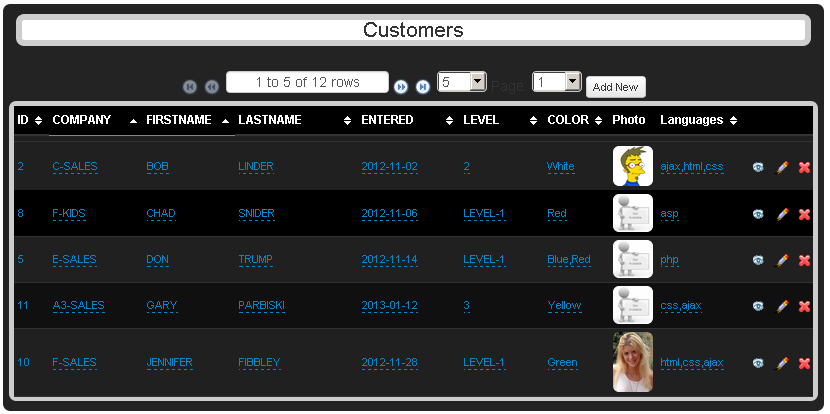 Customers
1 to 5 of 12 rows 5 Page: 1 Add New
ID COMPANY FIRSTNAME LASTNAME ENTERED LEVEL COLOR Photo Languages
2 C-SALES BOB LINDER 2012-11-02 2 White ajax,html,css
8 F-KIDS CHAD SNIDER 2012-11-06 LEVEL-1 Red asp
5 E-SALES DON TRUMP 2012-11-14 LEVEL-1 Blue,Red php
11 A3-SALES GARY PARBISKI 2013-01-12 3 Yellow css,ajax
10 F-SALES JENNIFER FIBBLEY 2012-11-28 LEVEL-1 Green html,css,ajax